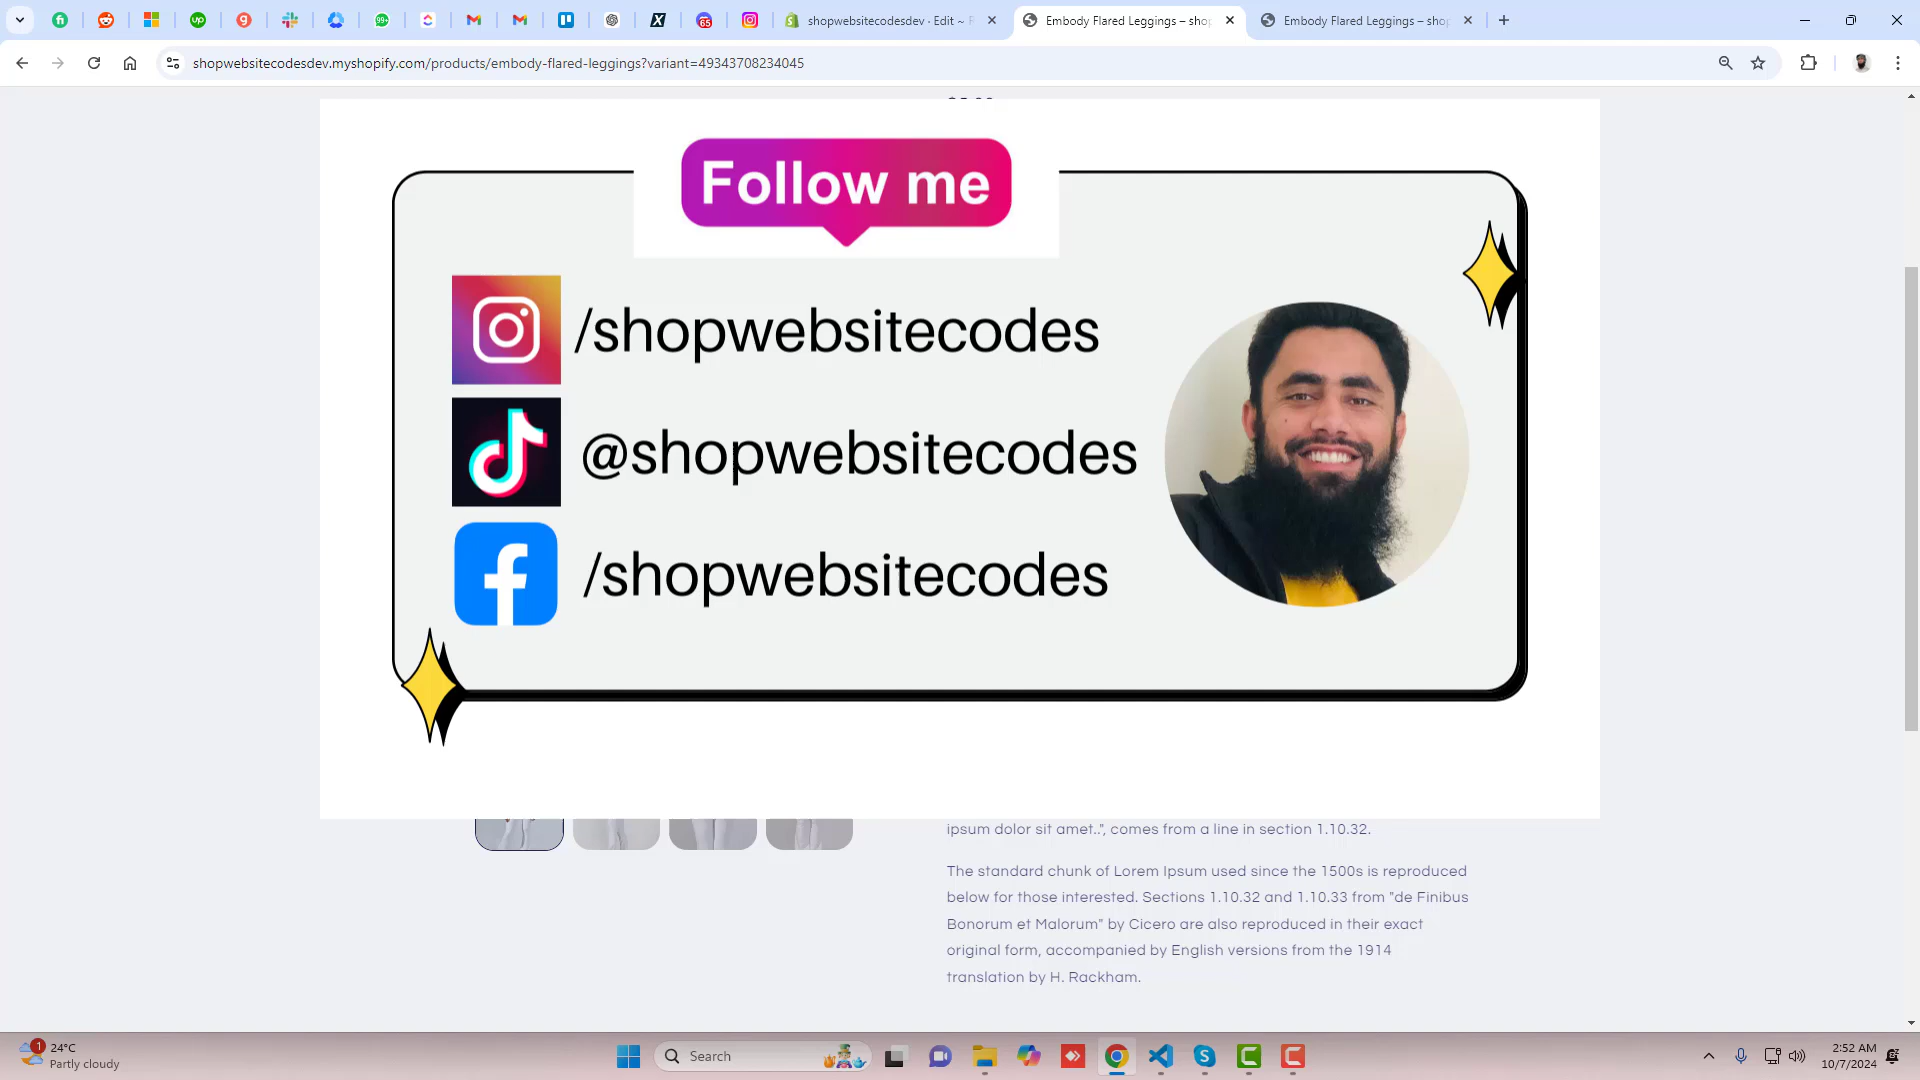 65
shopwebsitecodesdev · Edit ~
Embody Flared Leggings – shop
Embody Flared Leggings – shop
shopwebsitecodesdev.myshopify.com/products/embody-flared-leggings?variant=49343708234045
Follow me
/shopwebsitecodes
@shopwebsitecodes
/shopwebsitecodes
ipsum dolor sit amet..", comes from a line in section 1.10.32.
The standard chunk of Lorem Ipsum used since the 1500s is reproduced
below for those interested. Sections 1.10.32 and 1.10.33 from "de Finibus
Bonorum et Malorum" by Cicero are also reproduced in their exact
original form, accompanied by English versions from the 1914
translation by H. Rackham.
1
24°C
Partly cloudy
Search
2:52 AM
10/7/2024